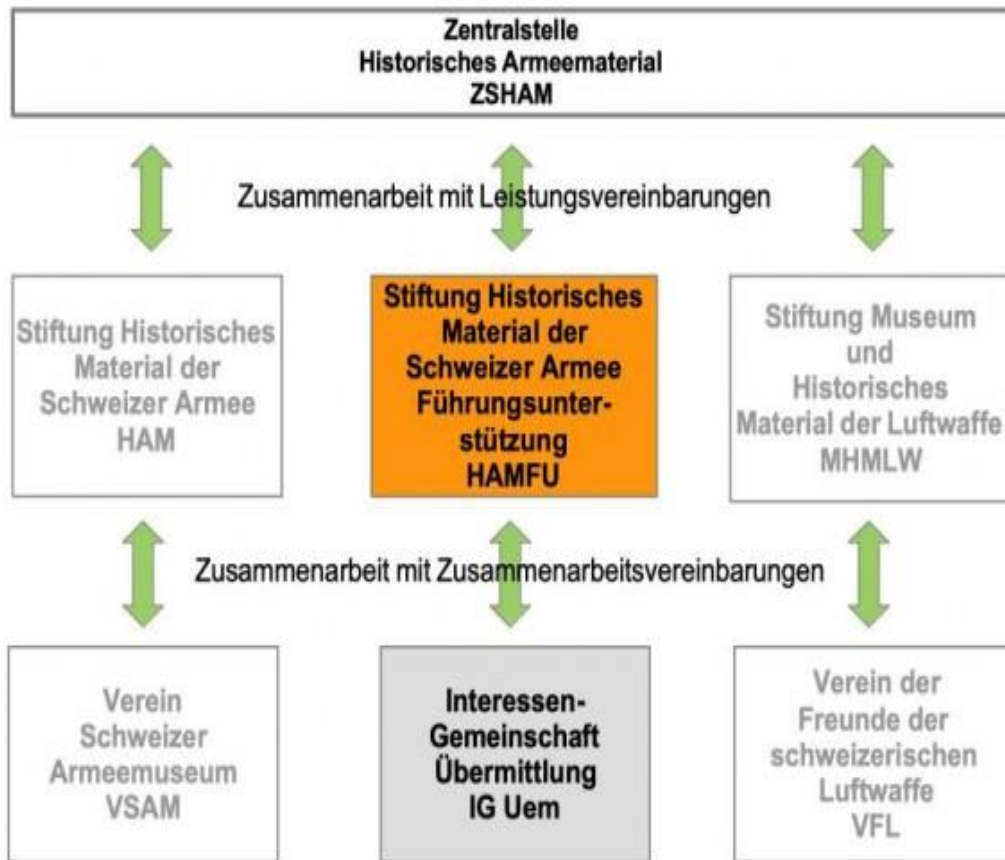 Zentralstelle
Historisches Armeematerial
ZSHAM
Zusammenarbeit mit Leistungsvereinbarungen
Stiftung Historisches
Material der
Schweizer Armee
HAM
Stiftung Historisches
Material der
Schweizer Armee
Führungsunter-
stützung
HAMFU
Stiftung Museum
und
Historisches
Material der Luftwaffe
MHMLW
Zusammenarbeit mit Zusammenarbeitsvereinbarungen
Verein
Schweizer
Armeemuseum
VSAM
Interessen-
Gemeinschaft
Übermittlung
IG Uem
Verein der
Freunde der
schweizerischen
Luftwaffe
VFL